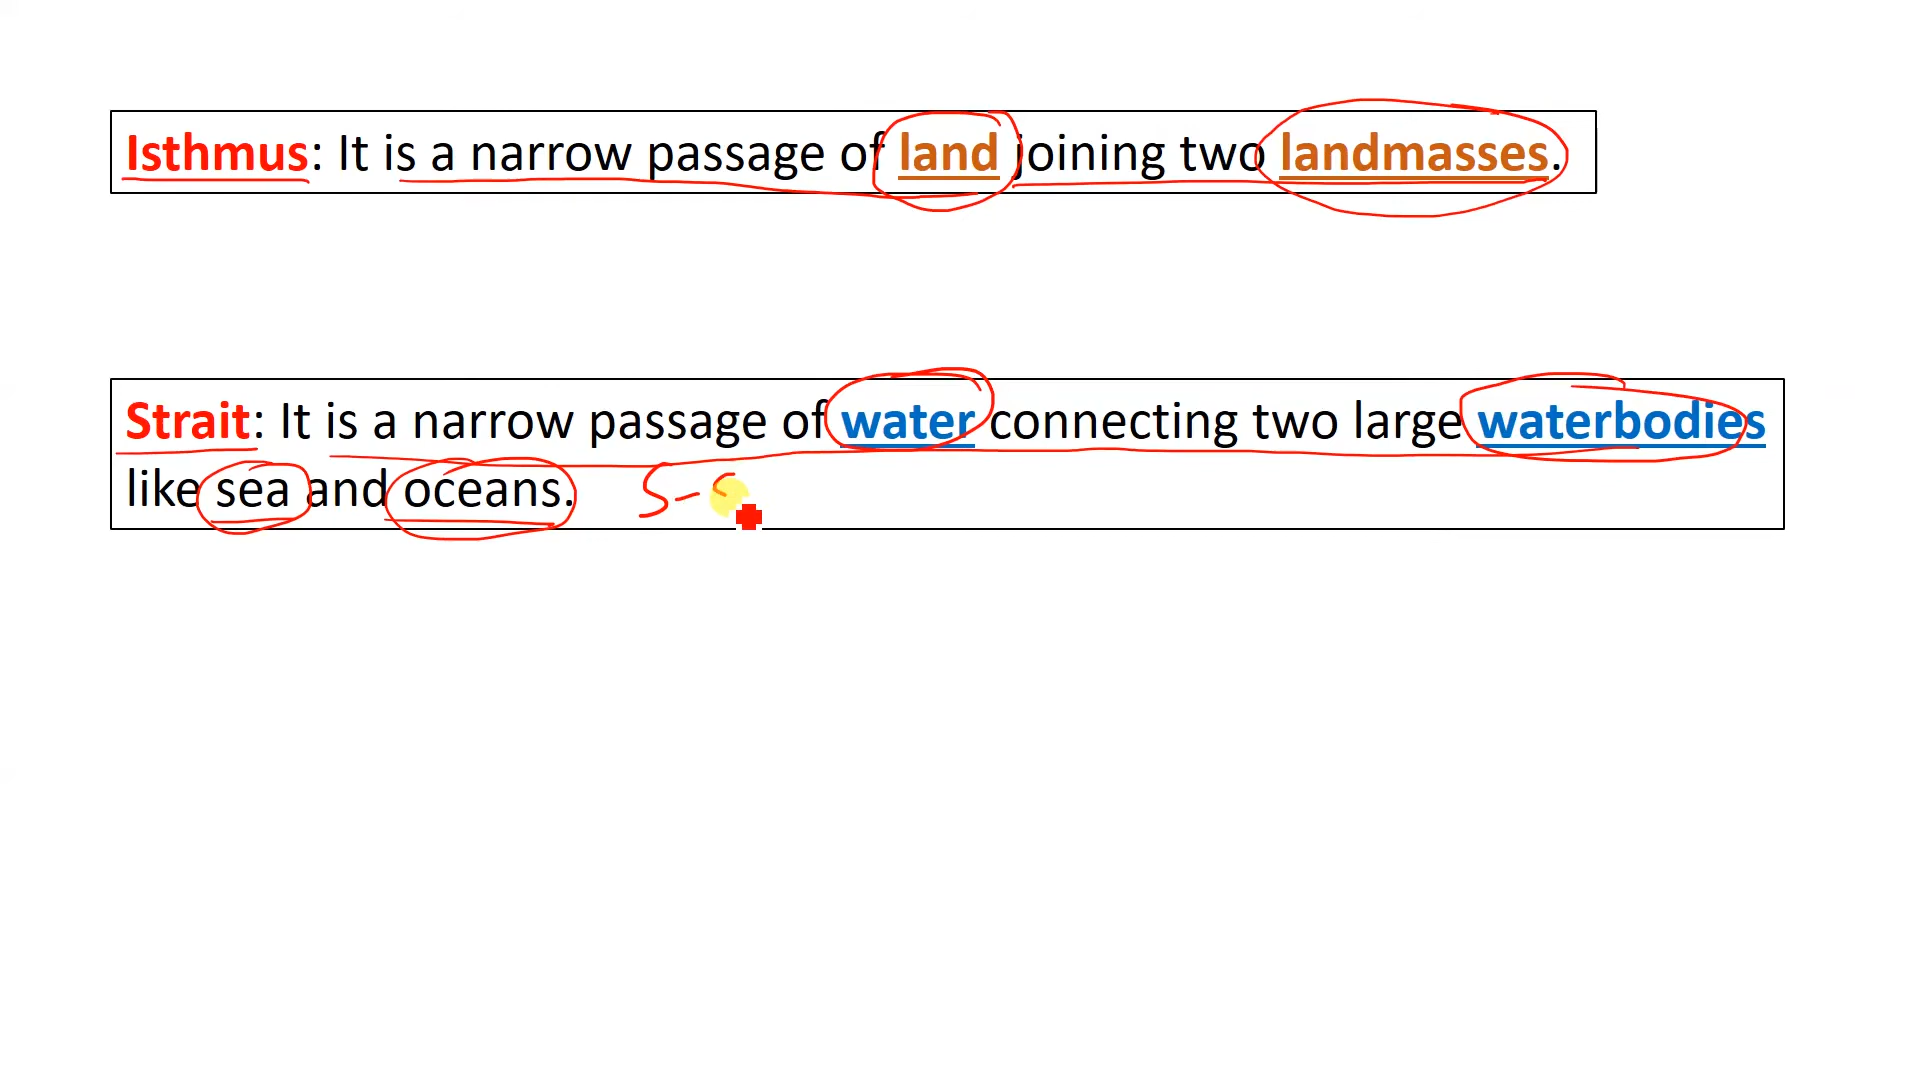 Isthmus: It is a narrow passage of land joining two landmasses.
Strait: It is a narrow passage of water connecting two large waterbodies
like sea and oceans. S-